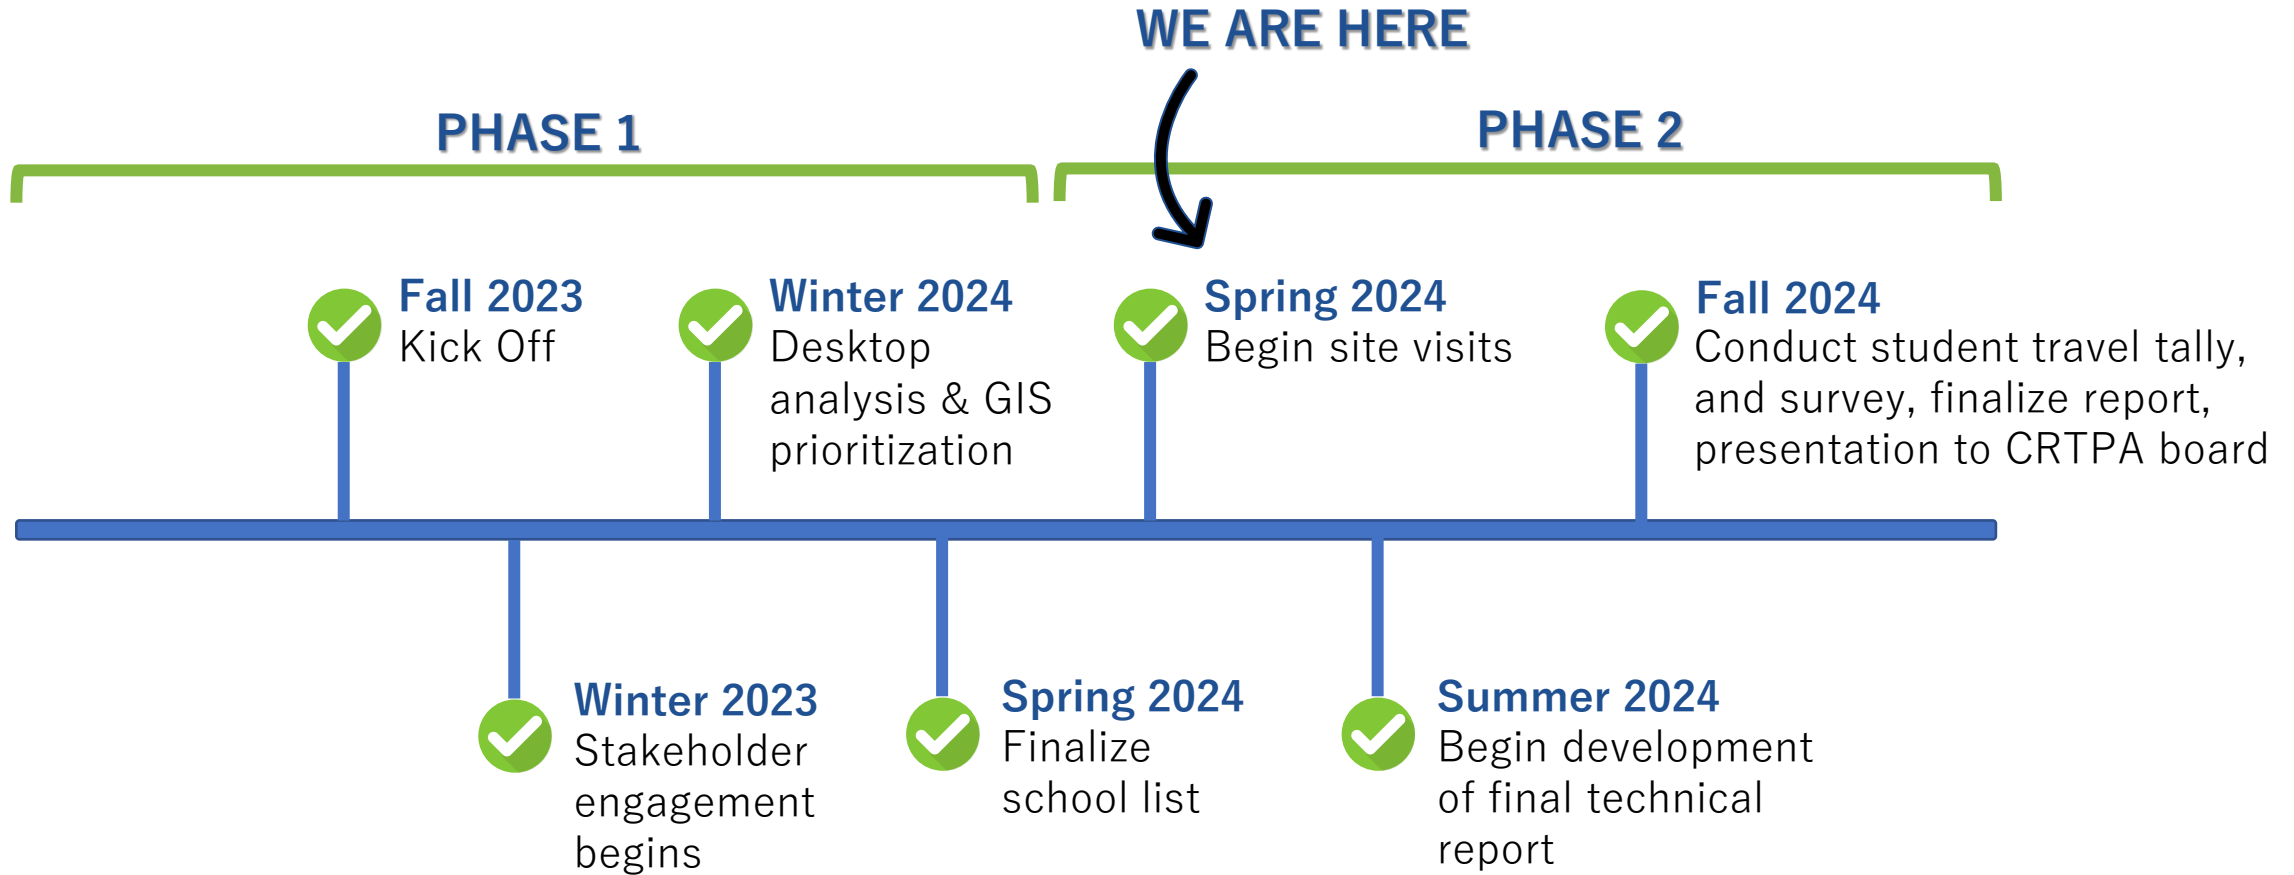 WE ARE HERE
PHASE 1
PHASE 2
Fall 2023
Kick Off
Winter 2024
Desktop
analysis & GIS
prioritization
Spring 2024
Begin site visits
Fall 2024
Conduct student travel tally,
and survey, finalize report,
presentation to CRTPA board
Winter 2023
Stakeholder
engagement
begins
Spring 2024
Finalize
school list
Summer 2024
Begin development
of final technical
report